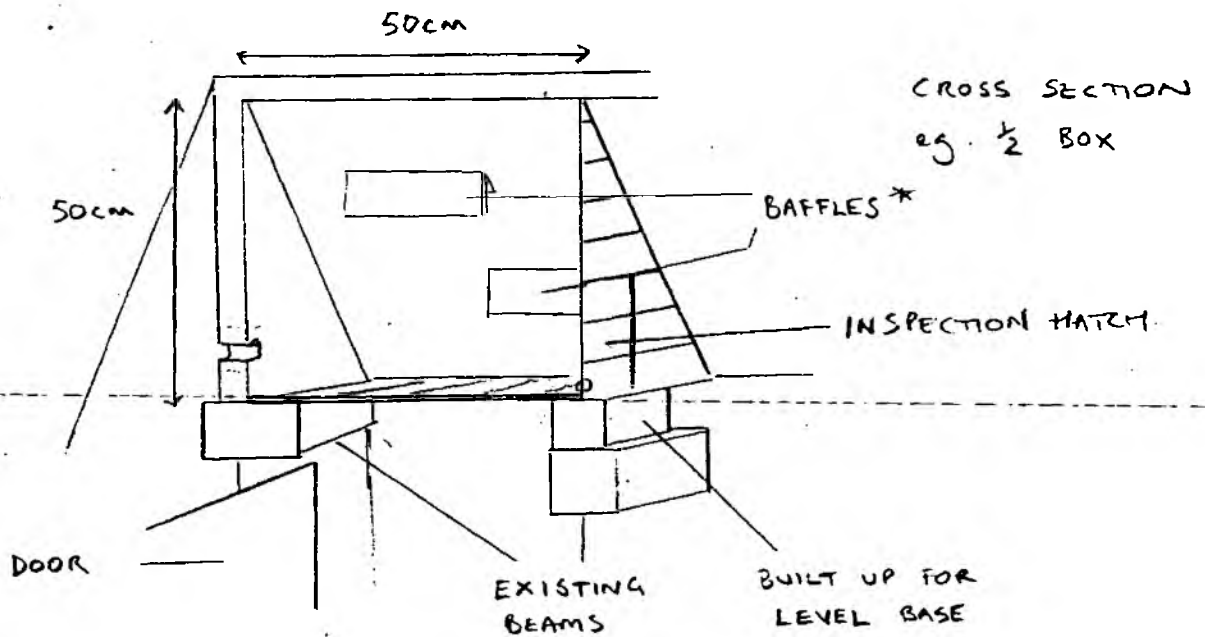 50cm
CROSS SECTION
eg. ½ BOX
50cm
BAFFLES*
INSPECTION HATCH
DOOR
EXISTING
BEAMS
BUILT UP FOR
LEVEL BASE